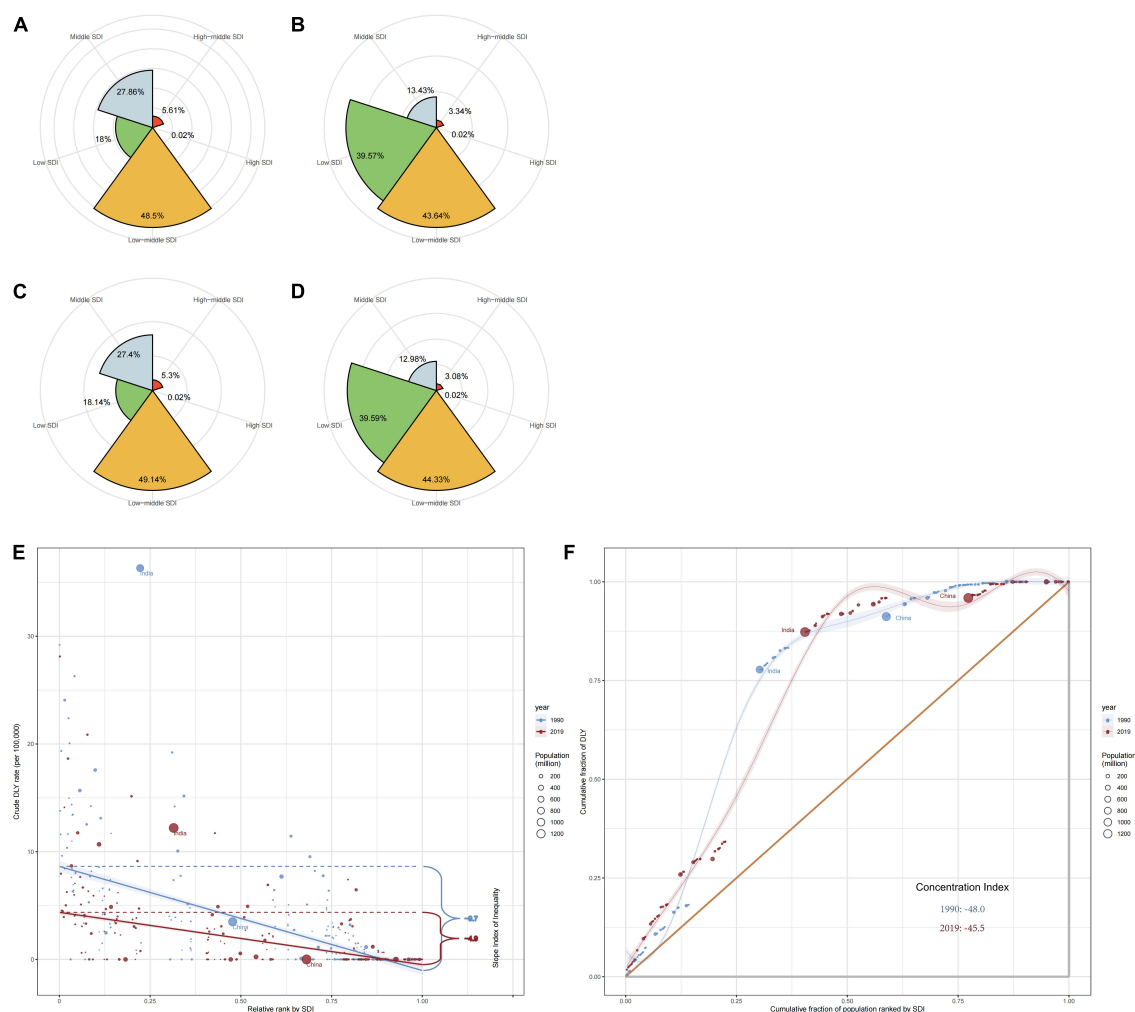 A
Middle SDI
High-middle SDI
27.86%
5.61%
0.02%
18%
Low SDI
High SDI
48.5%
Low-middle SDI
B
Middle SDI
High-middle SDI
13.43%
3.34%
0.02%
39.57%
Low SDI
High SDI
43.64%
Low-middle SDI
C
Middle SDI
High-middle SDI
27.4%
5.3%
0.02%
18.14%
Low SDI
High SDI
49.14%
Low-middle SDI
D
Middle SDI
High-middle SDI
12.98%
3.08%
0.02%
39.59%
Low SDI
High SDI
44.33%
Low-middle SDI
E
Crude DLY rate (per 100,000)
30
20
10
0
India
India
China
China
Slope Index of Inequality
0
0.25
0.50
0.75
1.00
Relative rank by SDI
year
1990
2019
Population
(million)
200
400
600
800
1000
1200
F
Cumulative fraction of DLY
1.00
0.75
0.50
0.25
0.00
India
India
China
China
Concentration Index
1990: -48.0
2019: -45.5
0.00
0.25
0.50
0.75
1.00
Cumulative fraction of population ranked by SDI
year
1990
2019
Population
(million)
200
400
600
800
1000
1200